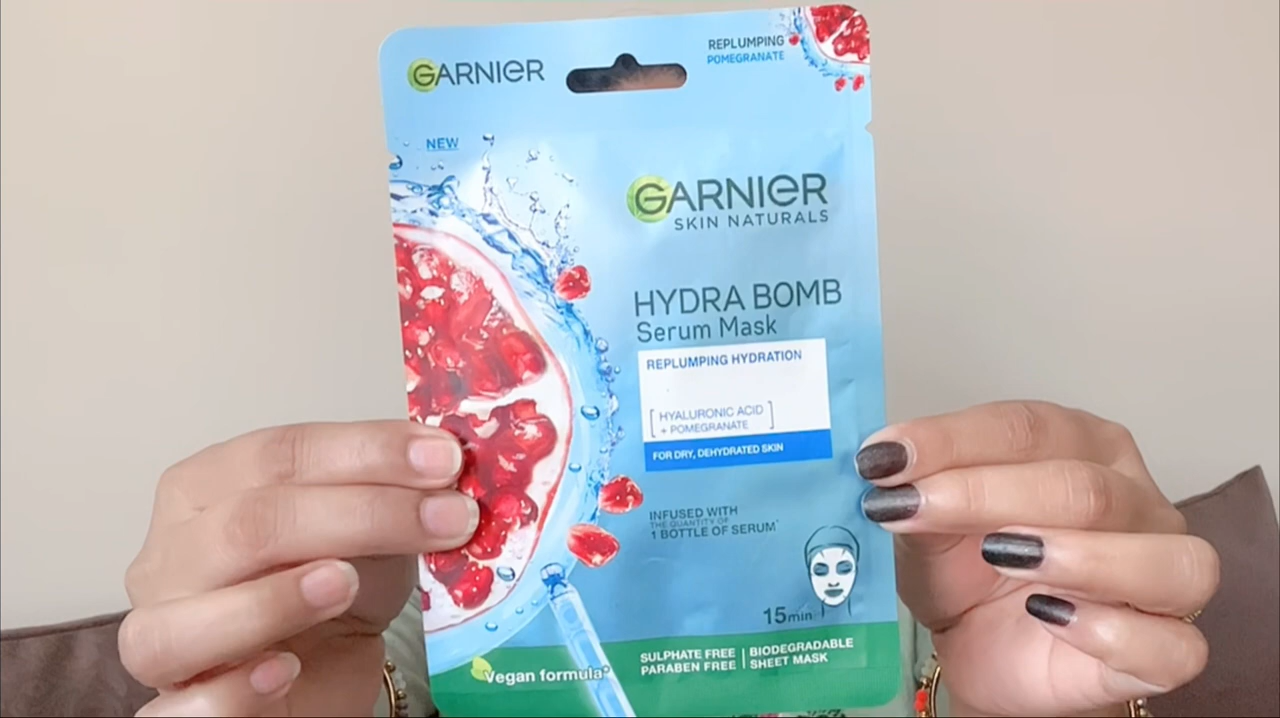 GARNIER
REPLUMPING
POMEGRANATE
NEW
GARNIER
SKIN NATURALS
HYDRA BOMB
Serum Mask
REPLUMPING HYDRATION
[ HYALURONIC ACID
+ POMEGRANATE ]
FOR DRY, DEHYDRATED SKIN
INFUSED WITH
THE QUANTITY OF
1 BOTTLE OF SERUM*
15min
Vegan formula°
SULPHATE FREE | BIODEGRADABLE
PARABEN FREE | SHEET MASK